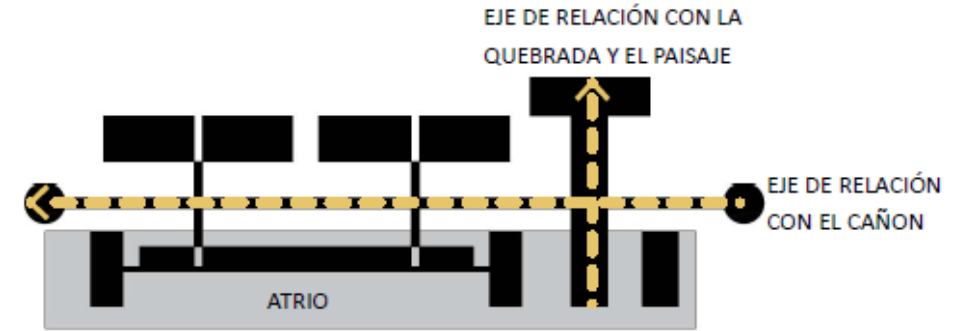 EJE DE RELACIÓN CON LA
QUEBRADA Y EL PAISAJE
EJE DE RELACIÓN
CON EL CAÑON
ATRIO